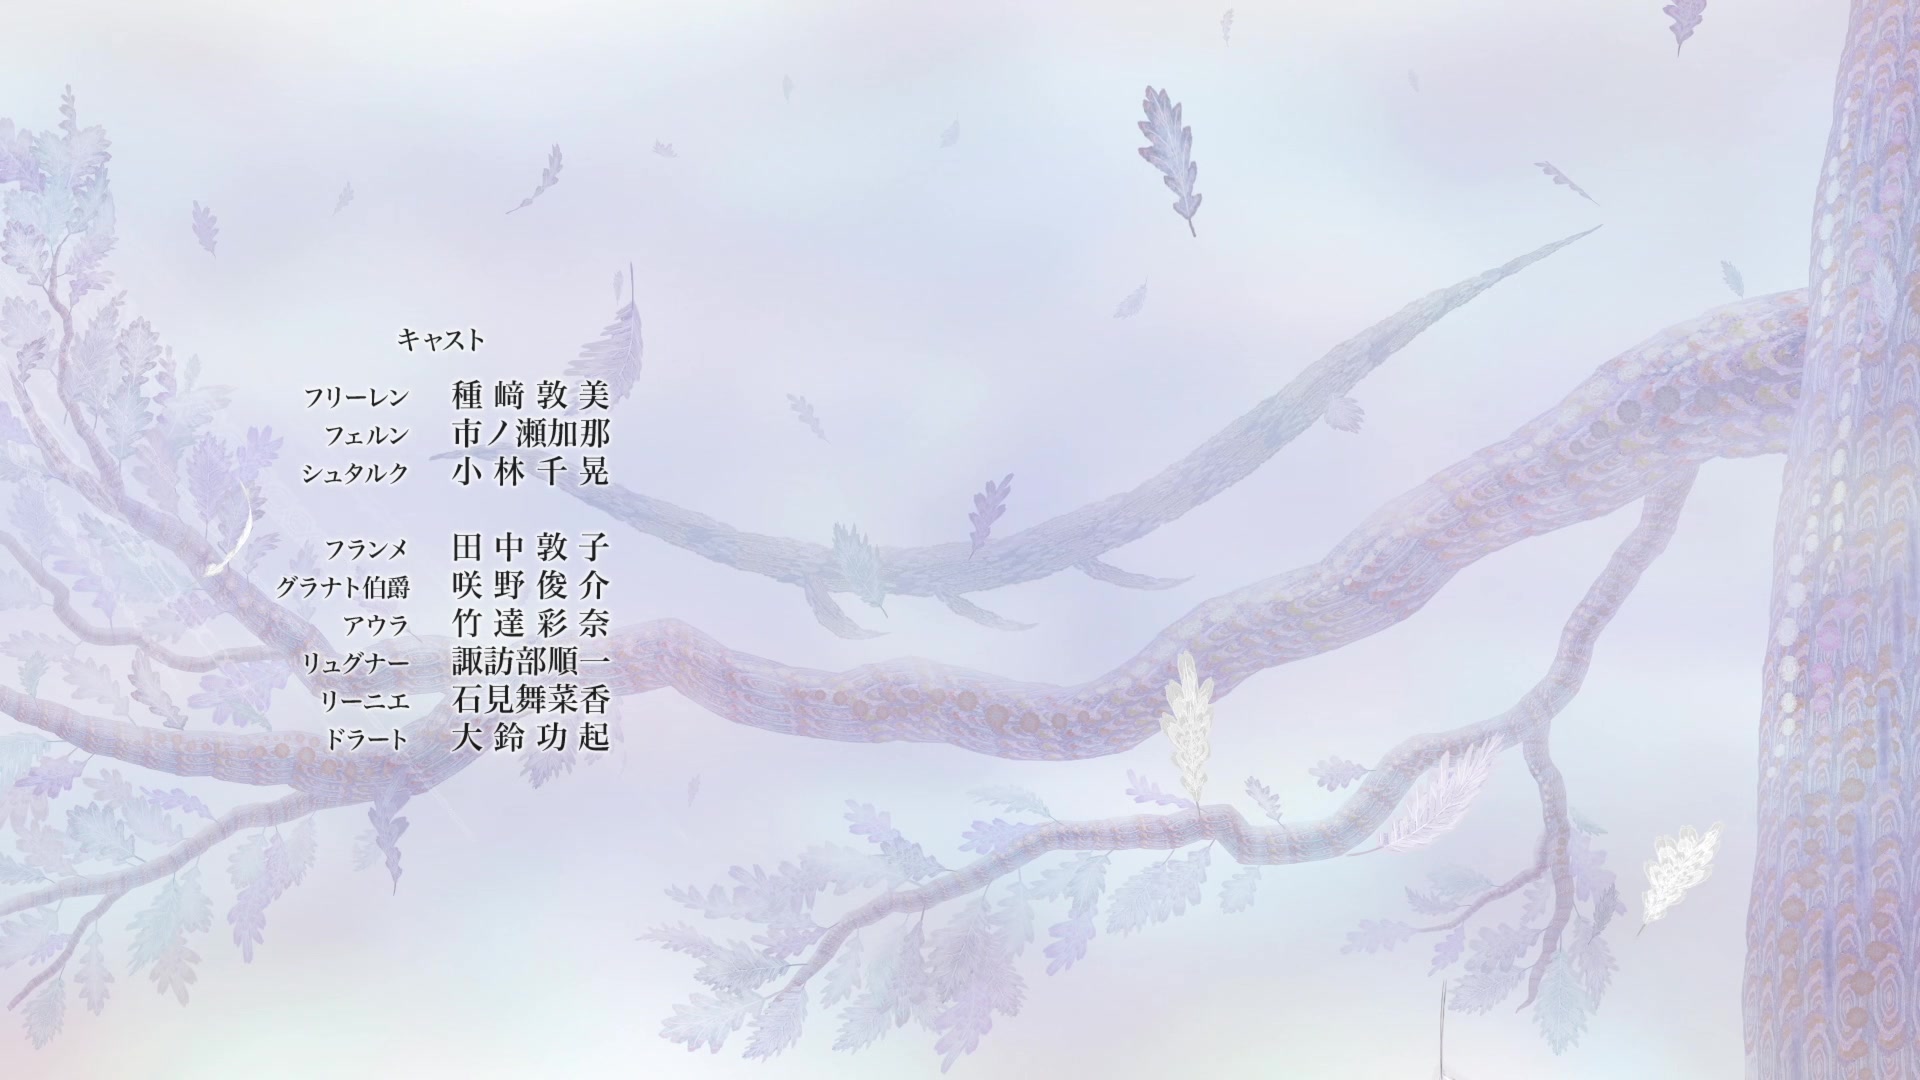 キャスト
フリーレン 種﨑敦美
フェルン 市ノ瀬加那
シュタルク 小林千晃
フランメ 田中敦子
グラナト伯爵 咲野俊介
アウラ 竹達彩奈
リュグナー 諏訪部順一
リーニエ 石見舞菜香
ドラート 大鈴功起